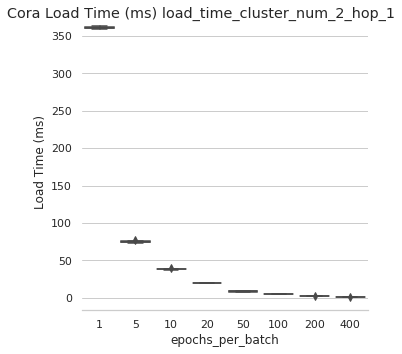 Cora Load Time (ms) load_time_cluster_num_2_hop_1
350
300
250
200
150
100
50
0
Load Time (ms)
1 5 10 20 50 100 200 400
epochs_per_batch